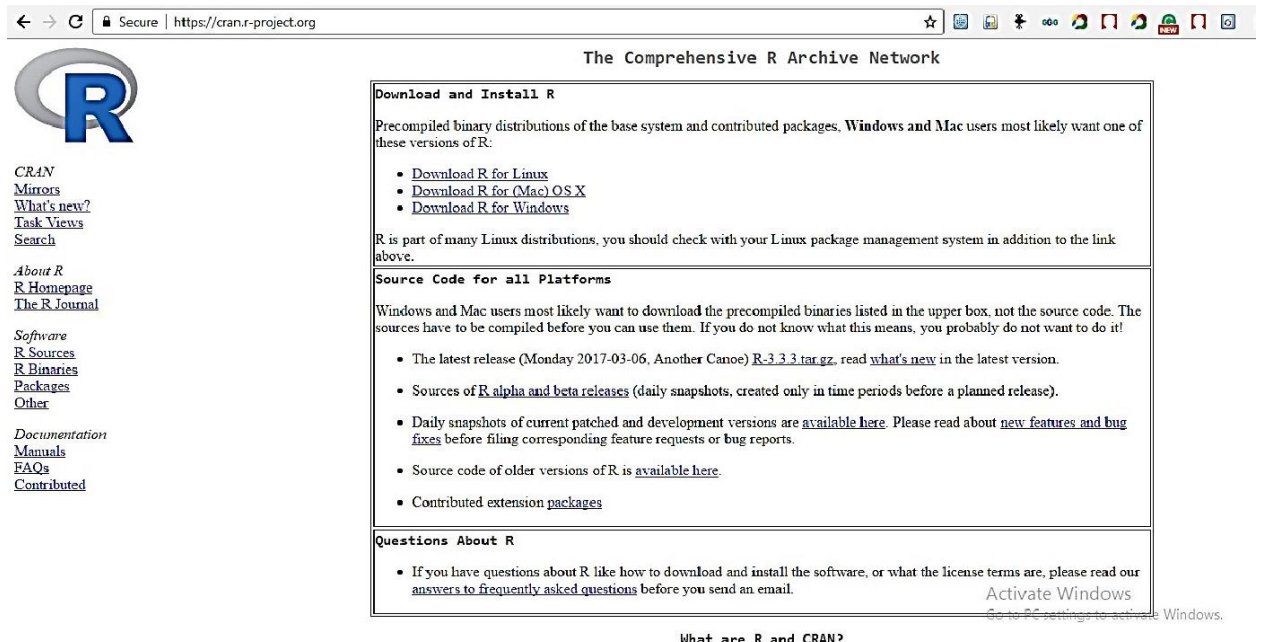 Secure | https://cran.r-project.org
NEW
R
CRAN
Mirrors
What's new?
Task Views
Search
About R
R Homepage
The R Journal
Software
R Sources
R Binaries
Packages
Other
Documentation
Manuals
FAQs
Contributed
The Comprehensive R Archive Network
Download and Install R
Precompiled binary distributions of the base system and contributed packages, Windows and Mac users most likely want one of
these versions of R:
• Download R for Linux
• Download R for (Mac) OS X
• Download R for Windows
R is part of many Linux distributions, you should check with your Linux package management system in addition to the link
above.
Source Code for all Platforms
Windows and Mac users most likely want to download the precompiled binaries listed in the upper box, not the source code. The
sources have to be compiled before you can use them. If you do not know what this means, you probably do not want to do it!
• The latest release (Monday 2017-03-06, Another Canoe) R-3.3.3.tar.gz, read what's new in the latest version.
• Sources of R alpha and beta releases (daily snapshots, created only in time periods before a planned release).
• Daily snapshots of current patched and development versions are available here. Please read about new features and bug
fixes before filing corresponding feature requests or bug reports.
• Source code of older versions of R is available here.
• Contributed extension packages
Questions About R
• If you have questions about R like how to download and install the software, or what the license terms are, please read our
answers to frequently asked questions before you send an email.
Activate Windows
Go to PC settings to activate Windows.
What are R and CRAN?